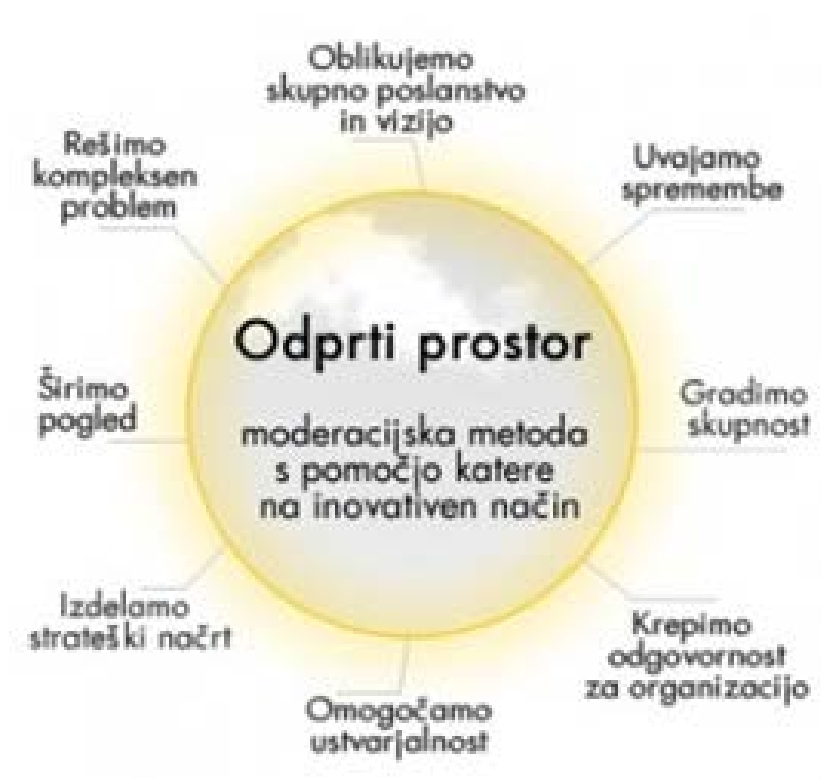 Oblikujemo
skupno poslanstvo
in vizijo
Rešimo
kompleksen
problem
Uvajamo
spremembe
Odprti prostor
moderacijska metoda
s pomočjo katere
na inovativen način
Širimo
pogled
Gradimo
skupnost
Izdelamo
strateški načrt
Krepimo
odgovornost
za organizacijo
Omogočamo
ustvarjalnost